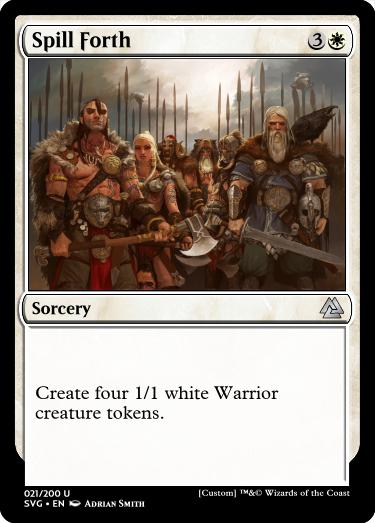 Spill Forth 3
Sorcery
Create four 1/1 white Warrior
creature tokens.
021/200 U
SVG • EN Adrian Smith
[Custom] ™&© Wizards of the Coast